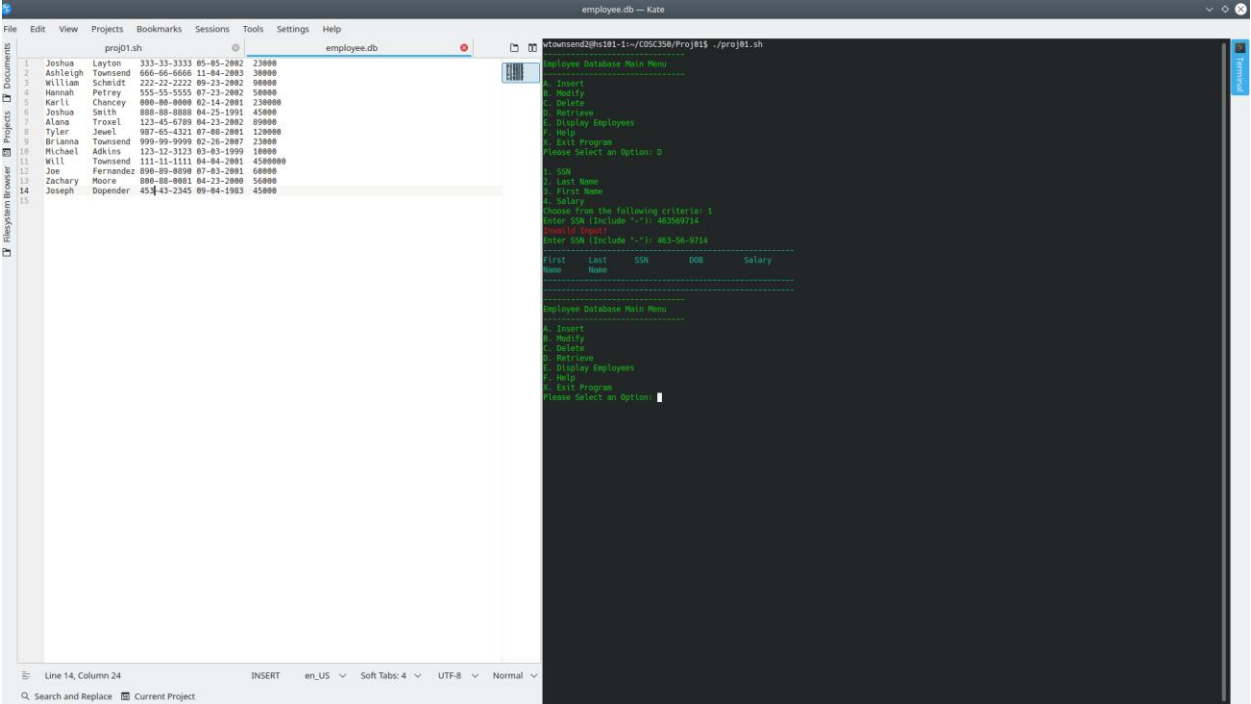 employee.db — Kate
File Edit View Projects Bookmarks Sessions Tools Settings Help
proj01.sh employee.db
Documents
Projects
Filesystem Browser
1 Joshua Layton 333-33-3333 05-05-2002 23000
2 Ashleigh Townsend 666-66-6666 11-04-2003 30000
3 William Schmidt 222-22-2222 09-23-2002 90000
4 Hannah Petrey 555-55-5555 07-23-2002 50000
5 Karli Chancey 000-00-0000 02-14-2001 230000
6 Joshua Smith 888-88-8888 04-25-1991 45000
7 Alana Troxel 123-45-6789 04-23-2002 89000
8 Tyler Jewel 987-65-4321 07-08-2001 120000
9 Brianna Townsend 999-99-9999 02-26-2007 23000
10 Michael Adkins 123-12-3123 03-03-1999 10000
11 Will Townsend 111-11-1111 04-04-2001 4500000
12 Joe Fernandez 890-89-0890 07-03-2001 60000
13 Zachary Moore 800-88-0081 04-23-2000 56000
14 Joseph Dopender 453-43-2345 09-04-1983 45000
15
wtownsend2@hs101-1:~/COSC350/Proj01$ ./proj01.sh
-------------------------------
Employee Database Main Menu
-------------------------------
A. Insert
B. Modify
C. Delete
D. Retrieve
E. Display Employees
F. Help
X. Exit Program
Please Select an Option: D
1. SSN
2. Last Name
3. First Name
4. Salary
Choose from the following criteria: 1
Enter SSN (Include "-"): 463569714
Invaild Input!
Enter SSN (Include "-"): 463-56-9714
-------------------------------------------------------
First Last SSN DOB Salary
Name Name
-------------------------------------------------------
-------------------------------------------------------
-------------------------------
Employee Database Main Menu
-------------------------------
A. Insert
B. Modify
C. Delete
D. Retrieve
E. Display Employees
F. Help
X. Exit Program
Please Select an Option:
Terminal
Line 14, Column 24 INSERT en_US Soft Tabs: 4 UTF-8 Normal
Search and Replace Current Project